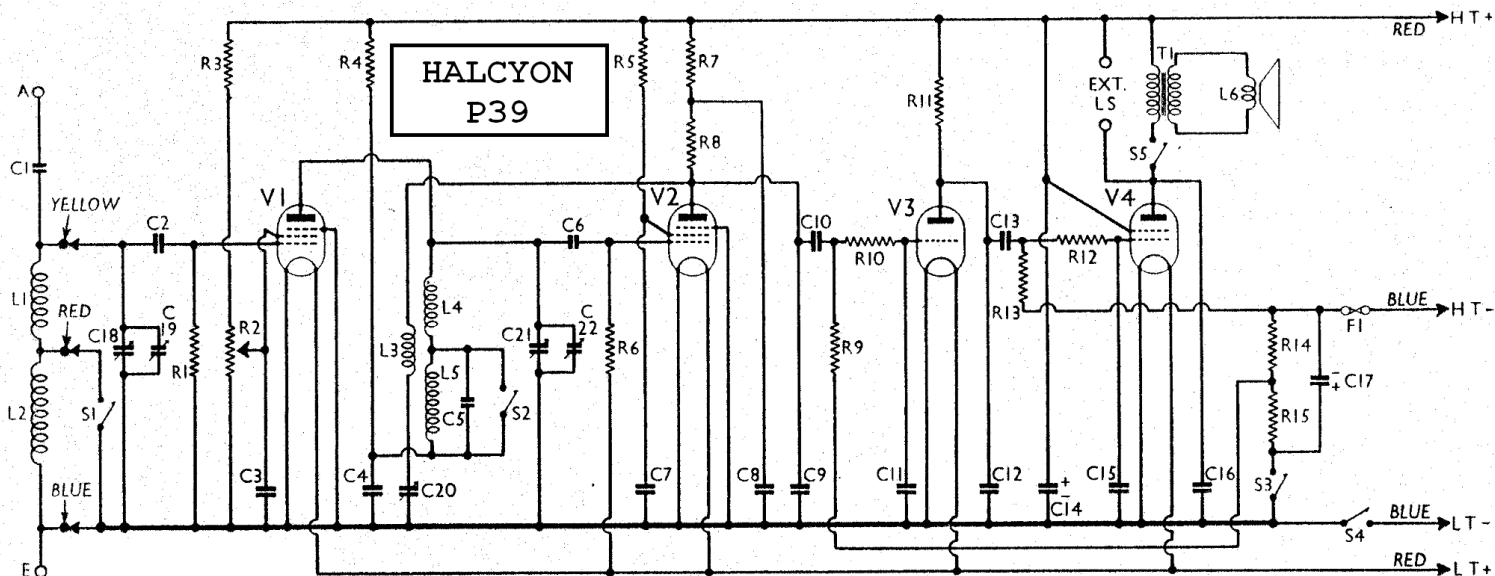 HALCYON
P39
R3
R4
R5
R7
R11
RED
HT+
A
T1
EXT.
LS
L6
C1
R8
S5
YELLOW
V1
V2
V3
V4
C2
C6
C10
C13
R10
R12
L1
RED
C18
C
19
R1
R2
L4
L3
C21
C
22
R6
R9
R13
BLUE
HT-
F1
R14
C17
R15
L2
S1
L5
C5
S2
C3
C4
C20
C7
C8
C9
C11
C12
+
-
C14
C15
C16
S3
-
+
BLUE
BLUE
LT-
S4
E
RED
LT+